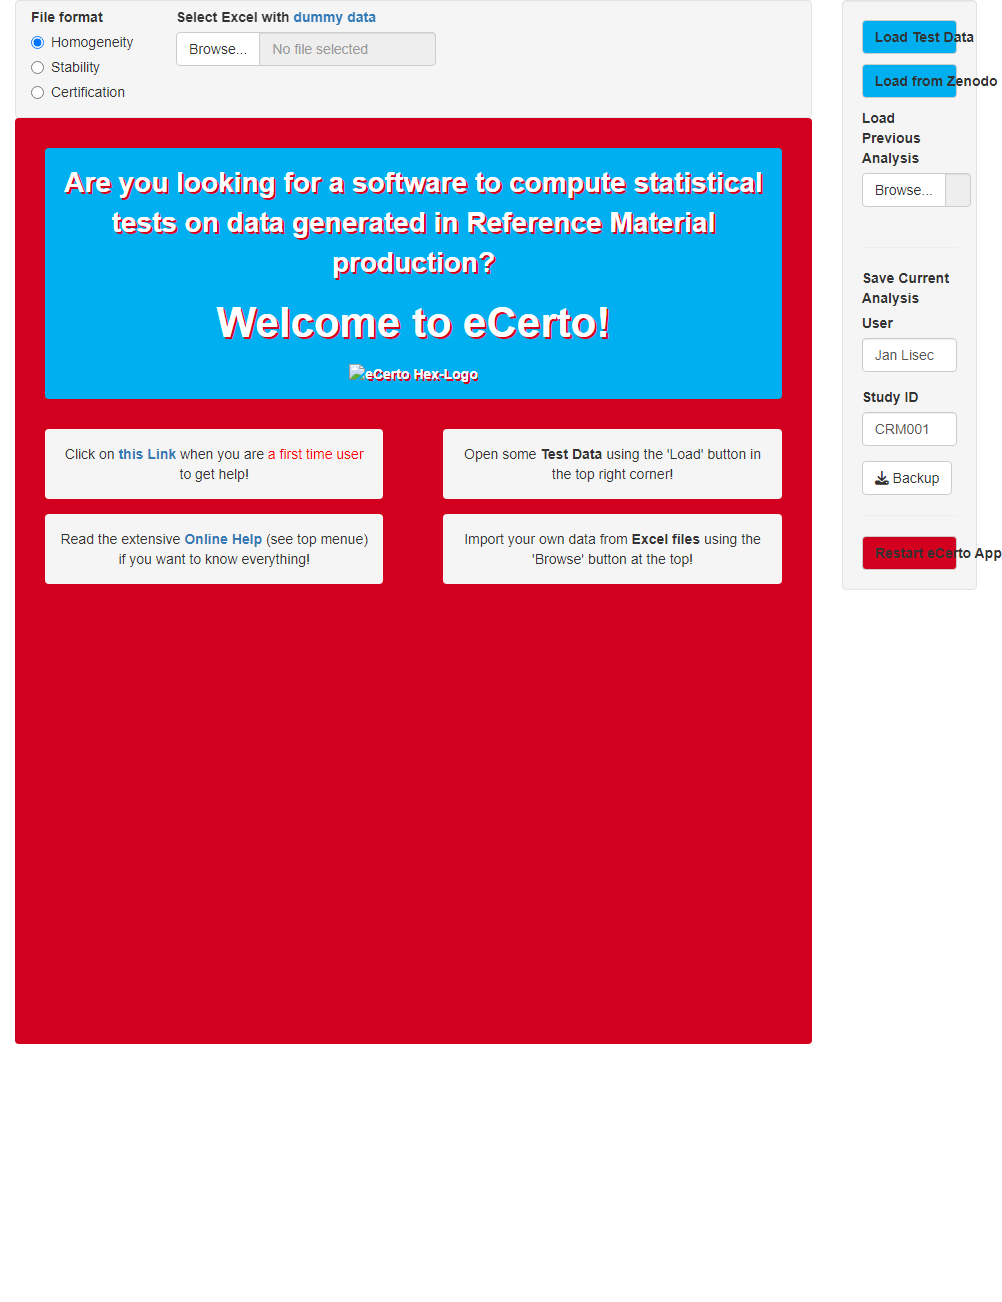 File format
Homogeneity
Stability
Certification
Select Excel with dummy data
Browse... No file selected
Are you looking for a software to compute statistical
tests on data generated in Reference Material
production?
Welcome to eCerto!
eCerto Hex-Logo
Click on this Link when you are a first time user
to get help!
Open some Test Data using the 'Load' button in
the top right corner!
Read the extensive Online Help (see top menue)
if you want to know everything!
Import your own data from Excel files using the
'Browse' button at the top!
Load Test Data
Load from Zenodo
Load
Previous
Analysis
Browse...
Save Current
Analysis
User
Jan Lisec
Study ID
CRM001
Backup
Restart eCerto App